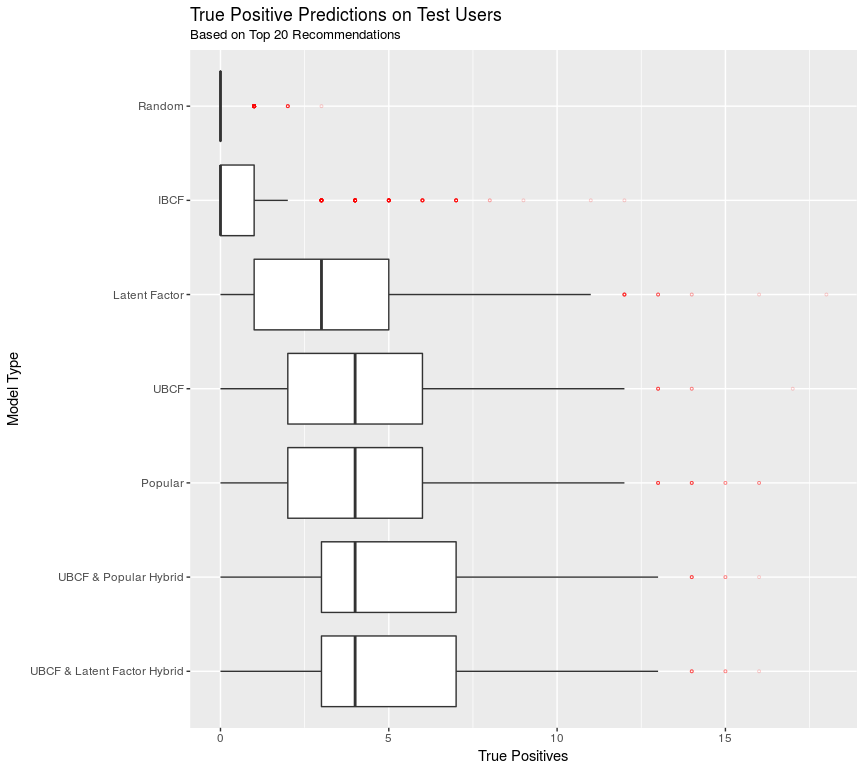 True Positive Predictions on Test Users
Based on Top 20 Recommendations
Random
IBCF
Latent Factor
UBCF
Popular
UBCF & Popular Hybrid
UBCF & Latent Factor Hybrid
Model Type
0 5 10 15
True Positives